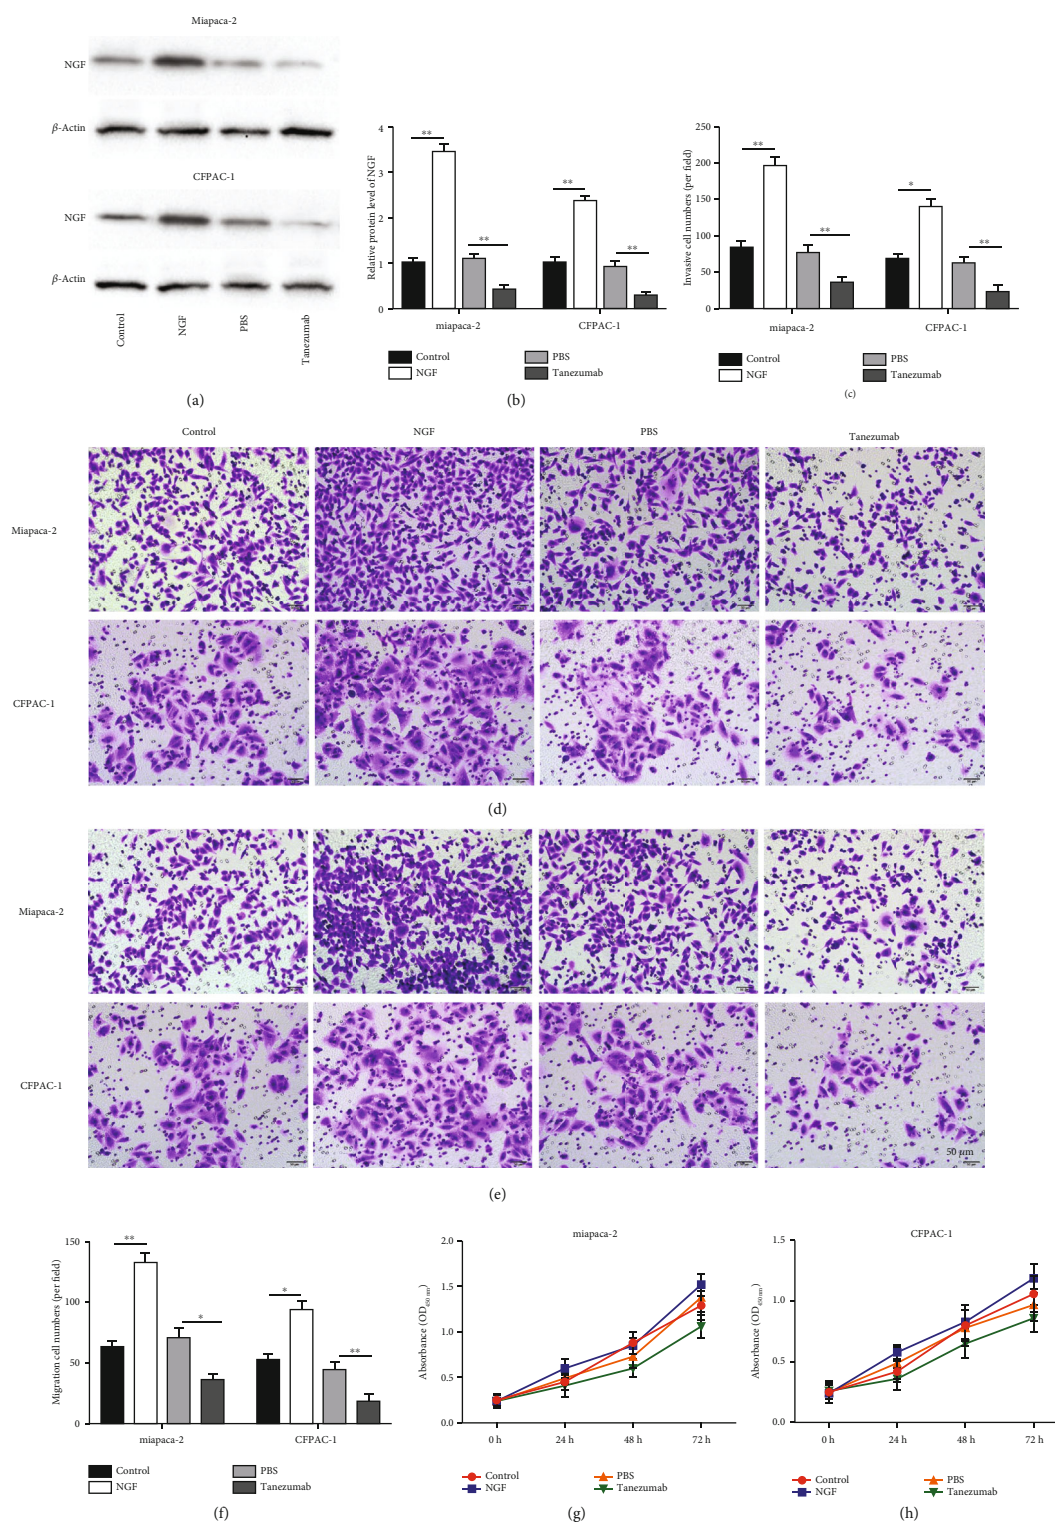 Miapaca-2
NGF
β-Actin
CFPAC-1
NGF
β-Actin
Control
NGF
PBS
Tanezumab
(a)
Relative protein level of NGF
4
3
2
1
0
**
**
**
**
miapaca-2
CFPAC-1
Control
PBS
NGF
Tanezumab
(b)
Invasive cell numbers (per field)
250
200
150
100
50
0
**
**
*
**
miapaca-2
CFPAC-1
Control
PBS
NGF
Tanezumab
(c)
Control
NGF
PBS
Tanezumab
Miapaca-2
CFPAC-1
(d)
Miapaca-2
CFPAC-1
50 µm
(e)
Migration cell numbers (per field)
150
100
50
0
**
*
*
**
miapaca-2
CFPAC-1
Control
PBS
NGF
Tanezumab
(f)
miapaca-2
Absorbance (OD450 nm)
2.0
1.5
1.0
0.5
0.0
0 h
24 h
48 h
72 h
Control
PBS
NGF
Tanezumab
(g)
CFPAC-1
Absorbance (OD450 nm)
1.5
1.0
0.5
0.0
0 h
24 h
48 h
72 h
Control
PBS
NGF
Tanezumab
(h)